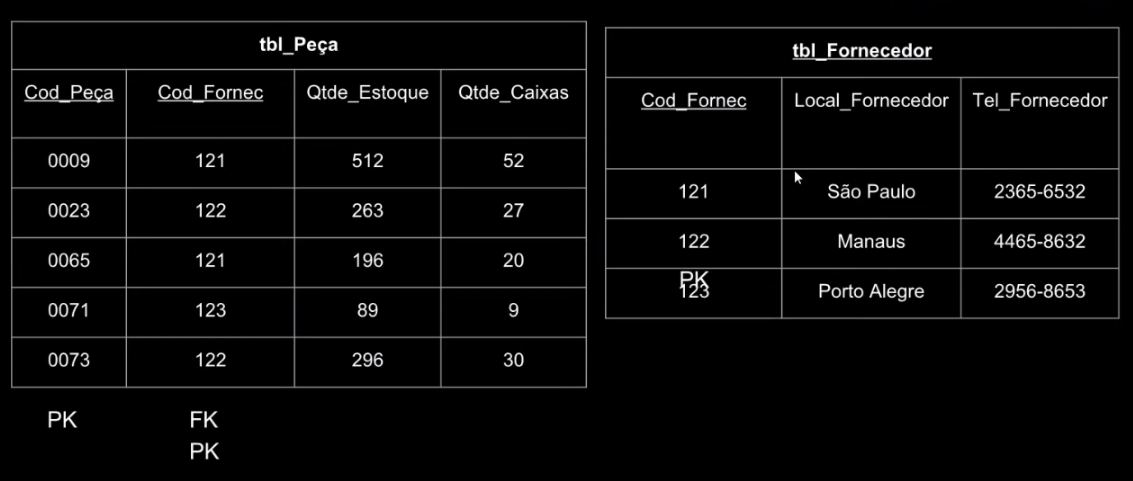 tbl_Peça
Cod_Peça Cod_Fornec Qtde_Estoque Qtde_Caixas
0009 121 512 52
0023 122 263 27
0065 121 196 20
0071 123 89 9
0073 122 296 30
PK FK
PK
tbl_Fornecedor
Cod_Fornec Local_Fornecedor Tel_Fornecedor
121 São Paulo 2365-6532
122 Manaus 4465-8632
PK
123 Porto Alegre 2956-8653